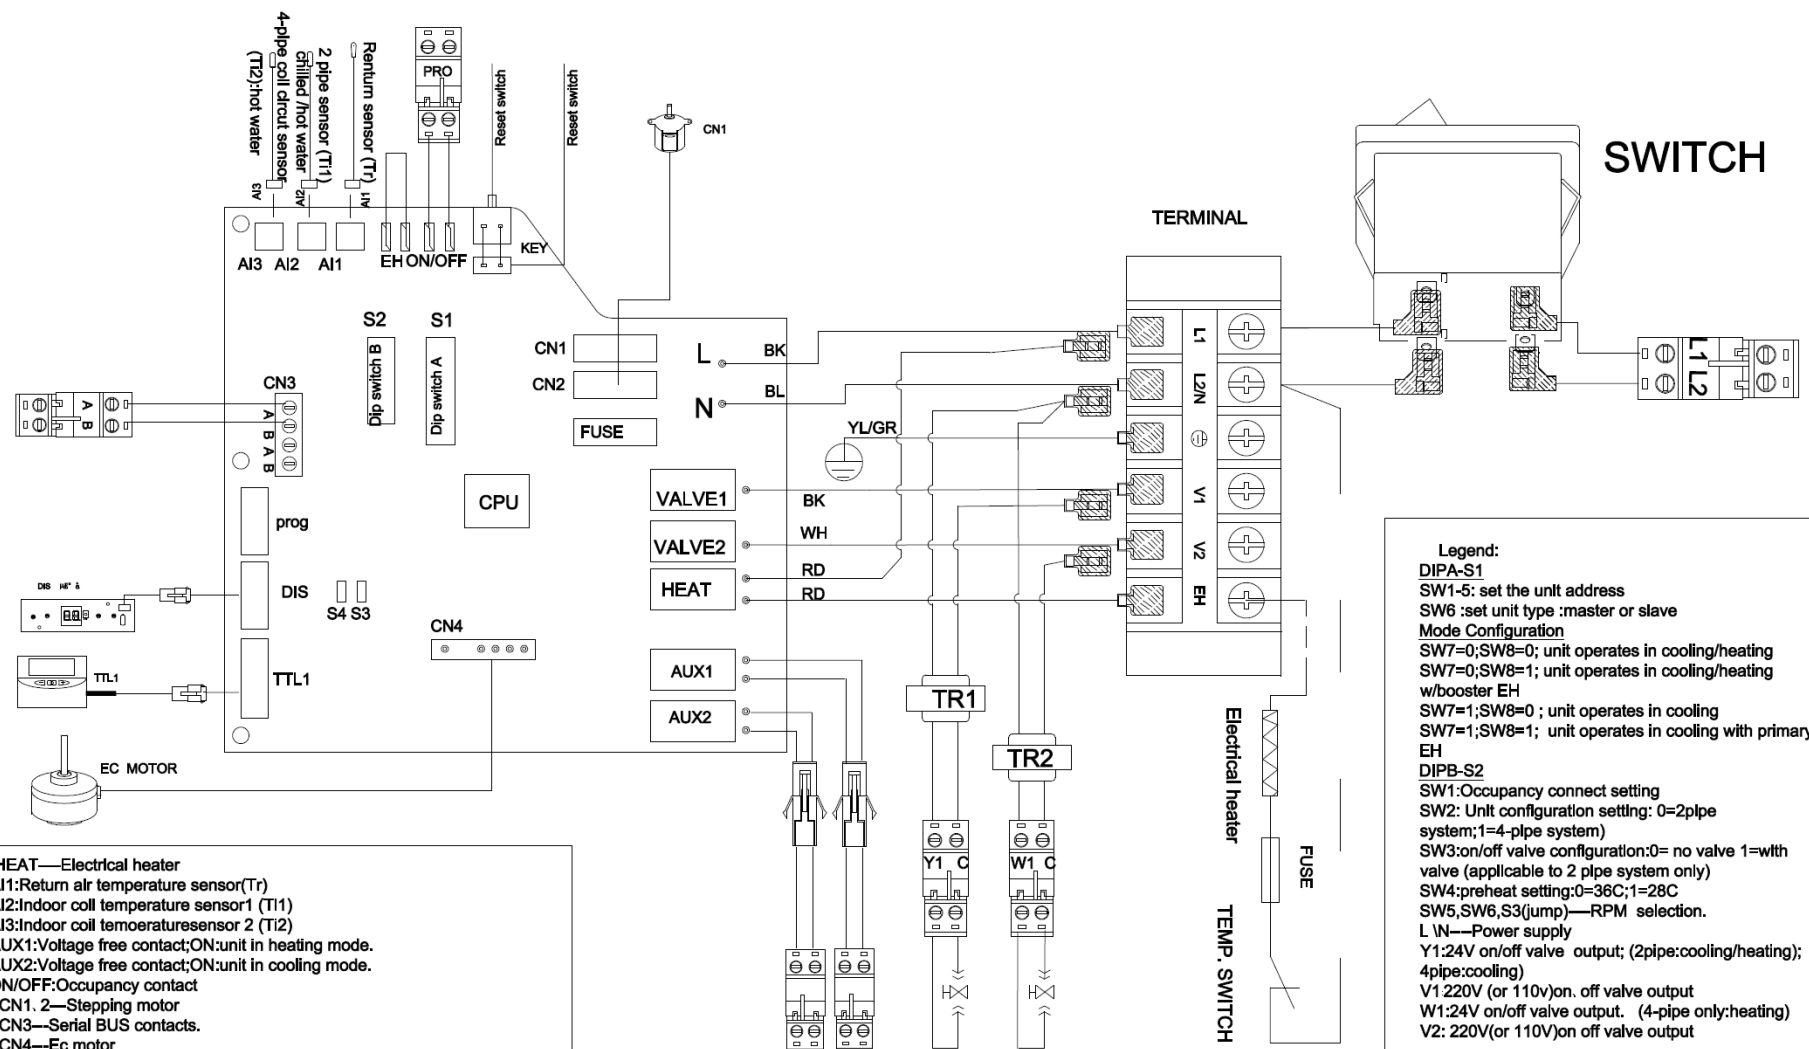 4-pipe coil circut sensor
(Ti2):hot water
2 pipe sensor (Ti1)
chilled /hot water
Renturn sensor (Tr)
AI3
AI2
AI1
PRO
Reset switch
Reset switch
CN1
SWITCH
TERMINAL
KEY
AI3 AI2 AI1
EH ON/OFF
S2
S1
Dip switch B
Dip switch A
CN1
CN2
FUSE
L
BK
N
BL
YL/GR
L1
L2/N
V1
V2
EH
L1
L2
CN3
A
B
A
B
A
B
CPU
prog
VALVE1
BK
VALVE2
WH
HEAT
RD
RD
DIS
DIS
S4 S3
CN4
TTL1
TTL1
AUX1
AUX2
TR1
TR2
EC MOTOR
Electrical heater
FUSE
TEMP. SWITCH
Y1 C
W1 C
HEAT—Electrical heater
AI1:Return air temperature sensor(Tr)
AI2:Indoor coil temperature sensor1 (Ti1)
AI3:Indoor coil temoeraturesensor 2 (Ti2)
AUX1:Voltage free contact;ON:unit in heating mode.
AUX2:Voltage free contact;ON:unit in cooling mode.
ON/OFF:Occupancy contact
CN1、2—Stepping motor
CN3---Serial BUS contacts.
CN4---Ec motor
Legend:
DIPA-S1
SW1-5: set the unit address
SW6 :set unit type :master or slave
Mode Configuration
SW7=0;SW8=0; unit operates in cooling/heating
SW7=0;SW8=1; unit operates in cooling/heating
w/booster EH
SW7=1;SW8=0 ; unit operates in cooling
SW7=1;SW8=1; unit operates in cooling with primary
EH
DIPB-S2
SW1:Occupancy connect setting
SW2: Unit configuration setting: 0=2pipe
system;1=4-pipe system)
SW3:on/off valve configuration:0= no valve 1=with
valve (applicable to 2 pipe system only)
SW4:preheat setting:0=36C;1=28C
SW5,SW6,S3(jump)—RPM selection.
L \N---Power supply
Y1:24V on/off valve output; (2pipe:cooling/heating);
4pipe:cooling)
V1:220V (or 110v)on、off valve output
W1:24V on/off valve output. (4-pipe only:heating)
V2: 220V(or 110V)on off valve output